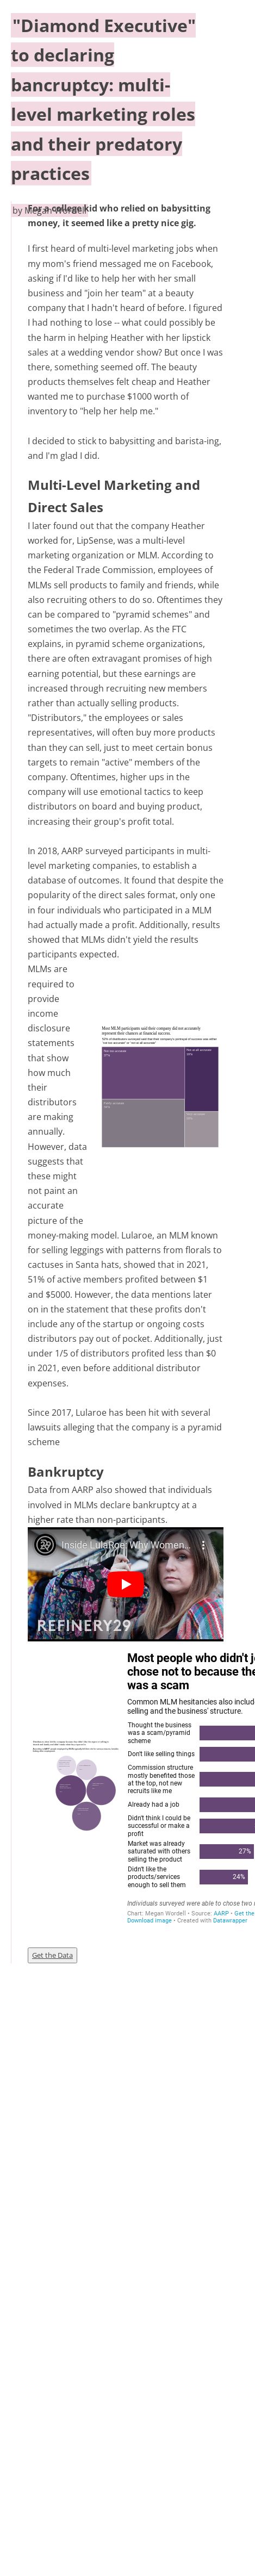 "Diamond Executive"
to declaring
bancruptcy: multi-
level marketing roles
and their predatory
practices
by Megan Wordell
For a college kid who relied on babysitting
money, it seemed like a pretty nice gig.
I first heard of multi-level marketing jobs when
my mom's friend messaged me on Facebook,
asking if I'd like to help her with her small
business and "join her team" at a beauty
company that I hadn't heard of before. I figured
I had nothing to lose -- what could possibly be
the harm in helping Heather with her lipstick
sales at a wedding vendor show? But once I was
there, something seemed off. The beauty
products themselves felt cheap and Heather
wanted me to purchase $1000 worth of
inventory to "help her help me."
I decided to stick to babysitting and barista-ing,
and I'm glad I did.
Multi-Level Marketing and
Direct Sales
I later found out that the company Heather
worked for, LipSense, was a multi-level
marketing organization or MLM. According to
the Federal Trade Commission, employees of
MLMs sell products to family and friends, while
also recruiting others to do so. Oftentimes they
can be compared to "pyramid schemes" and
sometimes the two overlap. As the FTC
explains, in pyramid scheme organizations,
there are often extravagant promises of high
earning potential, but these earnings are
increased through recruiting new members
rather than actually selling products.
"Distributors," the employees or sales
representatives, will often buy more products
than they can sell, just to meet certain bonus
targets to remain "active" members of the
company. Oftentimes, higher ups in the
company will use emotional tactics to keep
distributors on board and buying product,
increasing their group's profit total.
In 2018, AARP surveyed participants in multi-
level marketing companies, to establish a
database of outcomes. It found that despite the
popularity of the direct sales format, only one
in four individuals who participated in a MLM
had actually made a profit. Additionally, results
showed that MLMs didn't yield the results
participants expected.
MLMs are
required to
provide
income
disclosure
statements
that show
how much
their
distributors
are making
annually.
However, data
suggests that
these might
not paint an
accurate
picture of the
Most MLM participants said their company did not accurately
represent their chances at financial success.
money-making model. Lularoe, an MLM known
for selling leggings with patterns from florals to
cactuses in Santa hats, showed that in 2021,
51% of active members profited between $1
and $5000. However, the data mentions later
on in the statement that these profits don't
include any of the startup or ongoing costs
distributors pay out of pocket. Additionally, just
under 1/5 of distributors profited less than $0
in 2021, even before additional distributor
expenses.
Since 2017, Lularoe has been hit with several
lawsuits alleging that the company is a pyramid
scheme
Bankruptcy
Data from AARP also showed that individuals
involved in MLMs declare bankruptcy at a
higher rate than non-participants.
Inside LulaRoe: Why Women...
REFINERY29
Most people who didn't j
chose not to because the
was a scam
Common MLM hesitancies also includ
selling and the business' structure.
Thought the business
was a scam/pyramid
scheme
Don't like selling things
Commission structure
mostly benefited those
at the top, not new
recruits like me
Already had a job
Didn't think I could be
successful or make a
profit
Market was already
saturated with others
selling the product
27%
Didn't like the
products/services
enough to sell them
24%
Individuals surveyed were able to chose two
Chart: Megan Wordell • Source: AARP • Get the
Download image • Created with Datawrapper
Get the Data